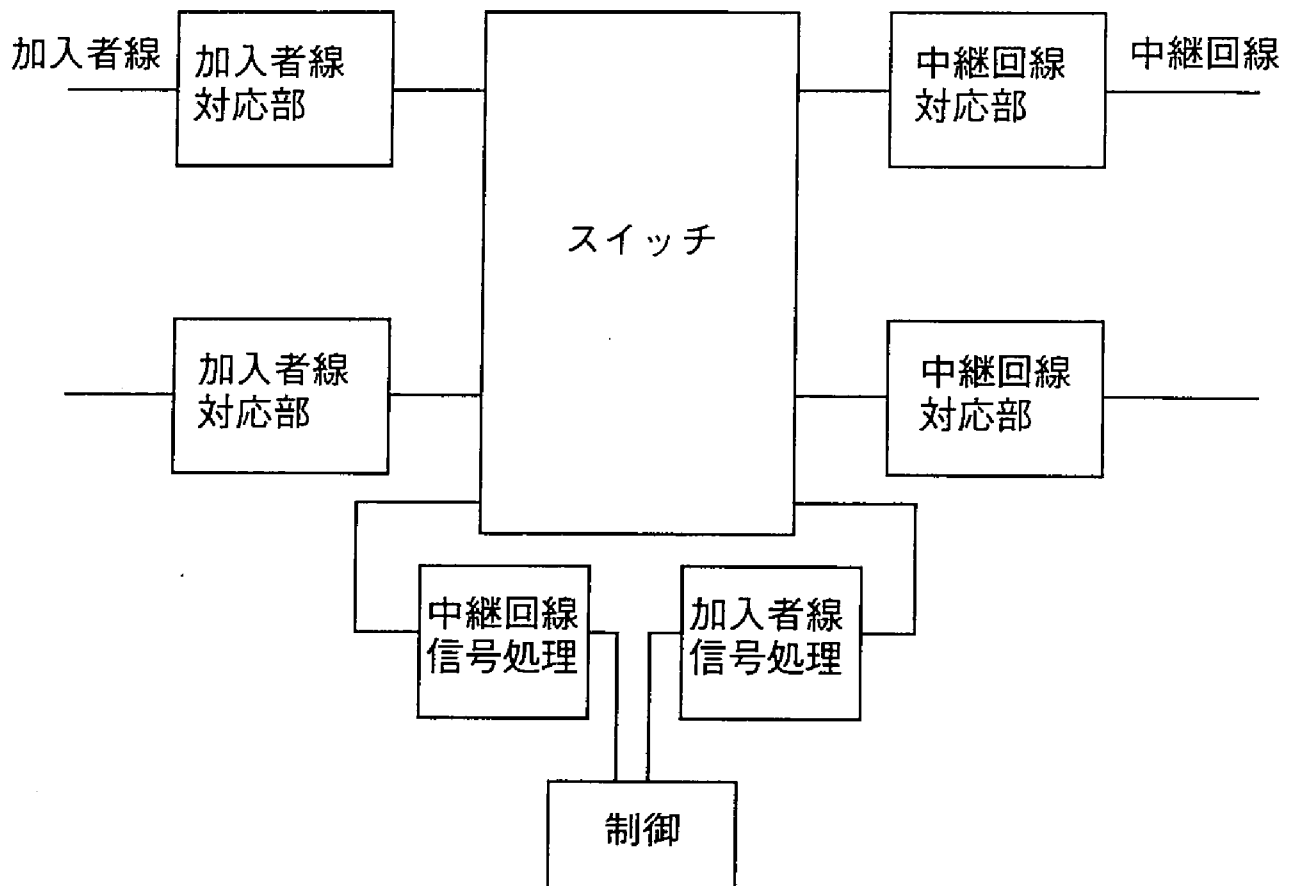 加入者線
加入者線
対応部
スイッチ
中継回線
対応部
中継回線
加入者線
対応部
中継回線
対応部
中継回線
信号処理
加入者線
信号処理
制御